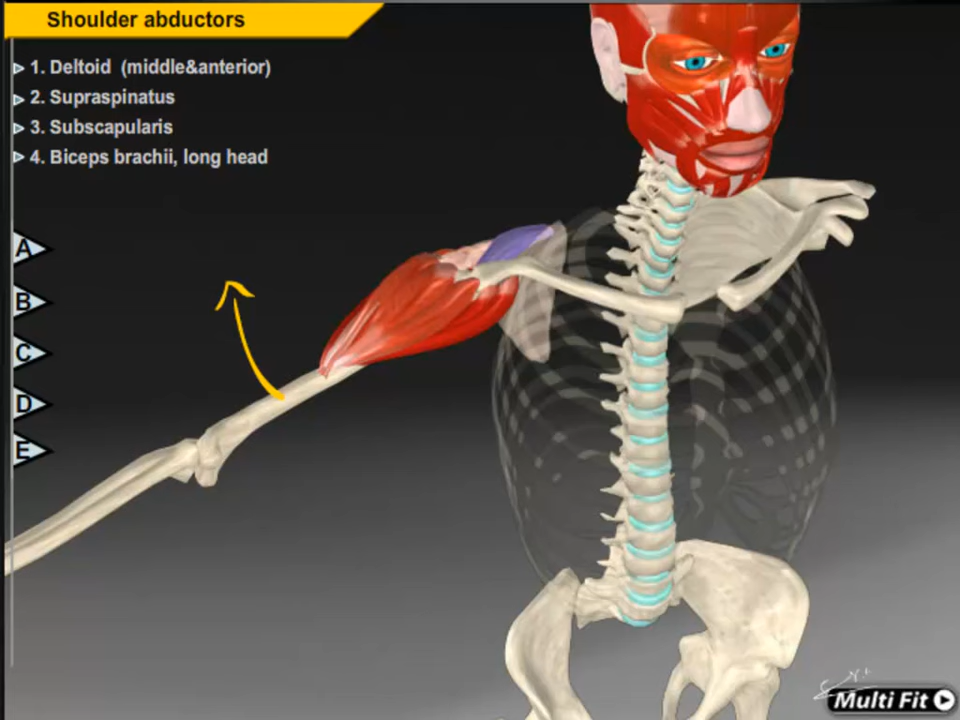 Shoulder abductors
1. Deltoid (middle&anterior)
2. Supraspinatus
3. Subscapularis
4. Biceps brachii, long head
A
B
C
D
E
Multi Fit